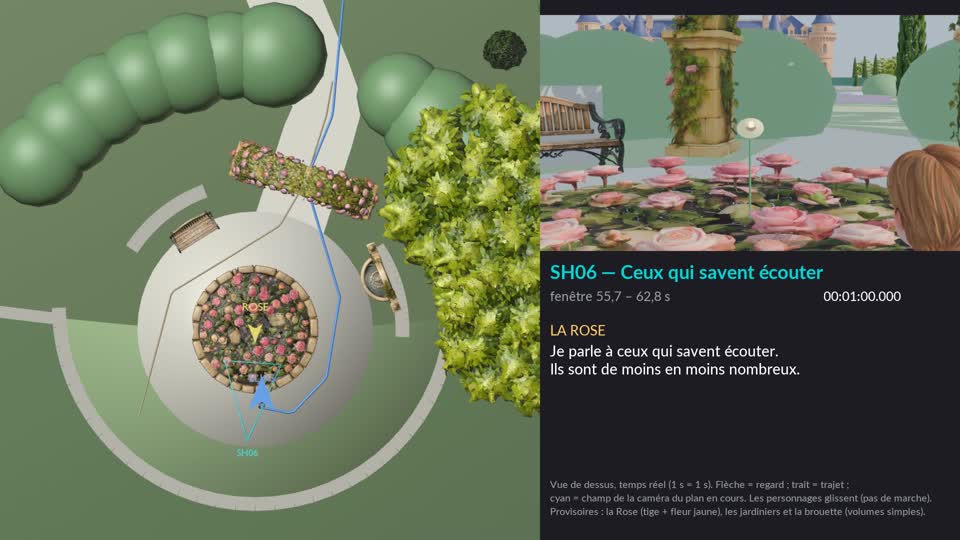 ROSE
SH06
SH06 — Ceux qui savent écouter
fenêtre 55,7 – 62,8 s
00:01:00.000
LA ROSE
Je parle à ceux qui savent écouter.
Ils sont de moins en moins nombreux.
Vue de dessus, temps réel (1 s = 1 s). Flèche = regard ; trait = trajet ;
cyan = champ de la caméra du plan en cours. Les personnages glissent (pas de marche).
Provisoires : la Rose (tige + fleur jaune), les jardiniers et la brouette (volumes simples).